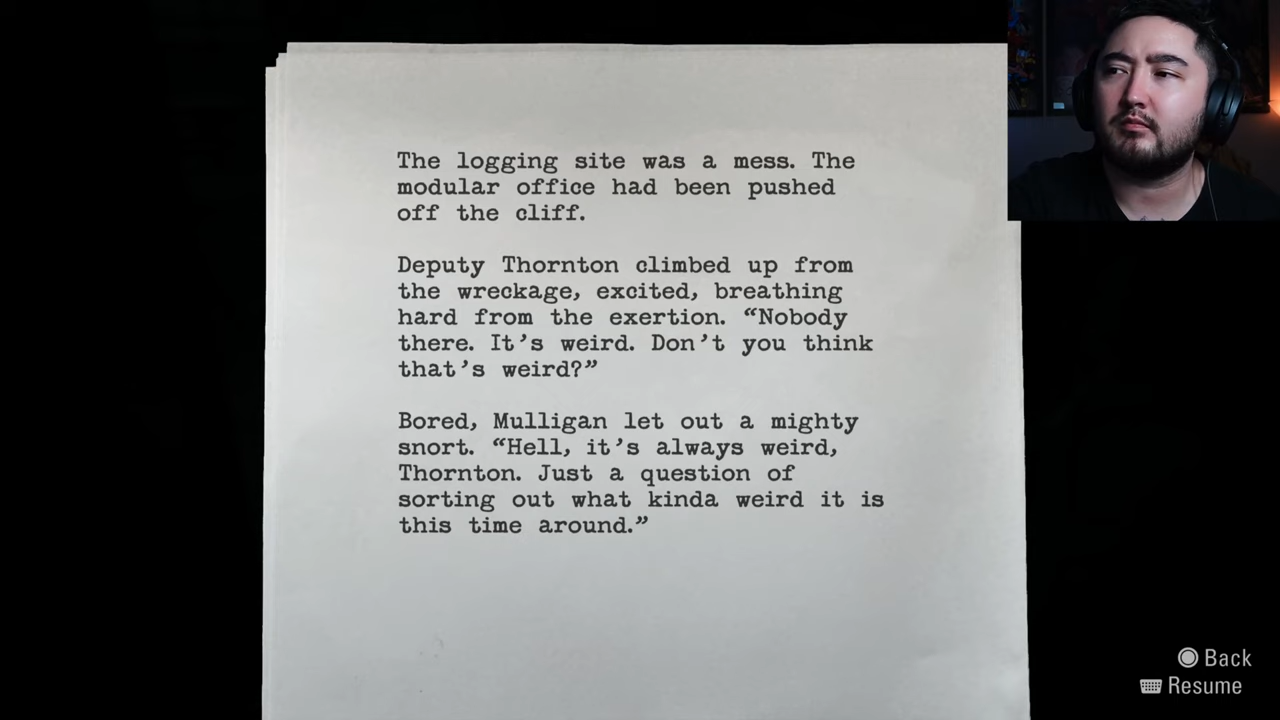 The logging site was a mess. The
modular office had been pushed
off the cliff.
Deputy Thornton climbed up from
the wreckage, excited, breathing
hard from the exertion. “Nobody
there. It’s weird. Don’t you think
that’s weird?”
Bored, Mulligan let out a mighty
snort. “Hell, it’s always weird,
Thornton. Just a question of
sorting out what kinda weird it is
this time around.”
Back
Resume